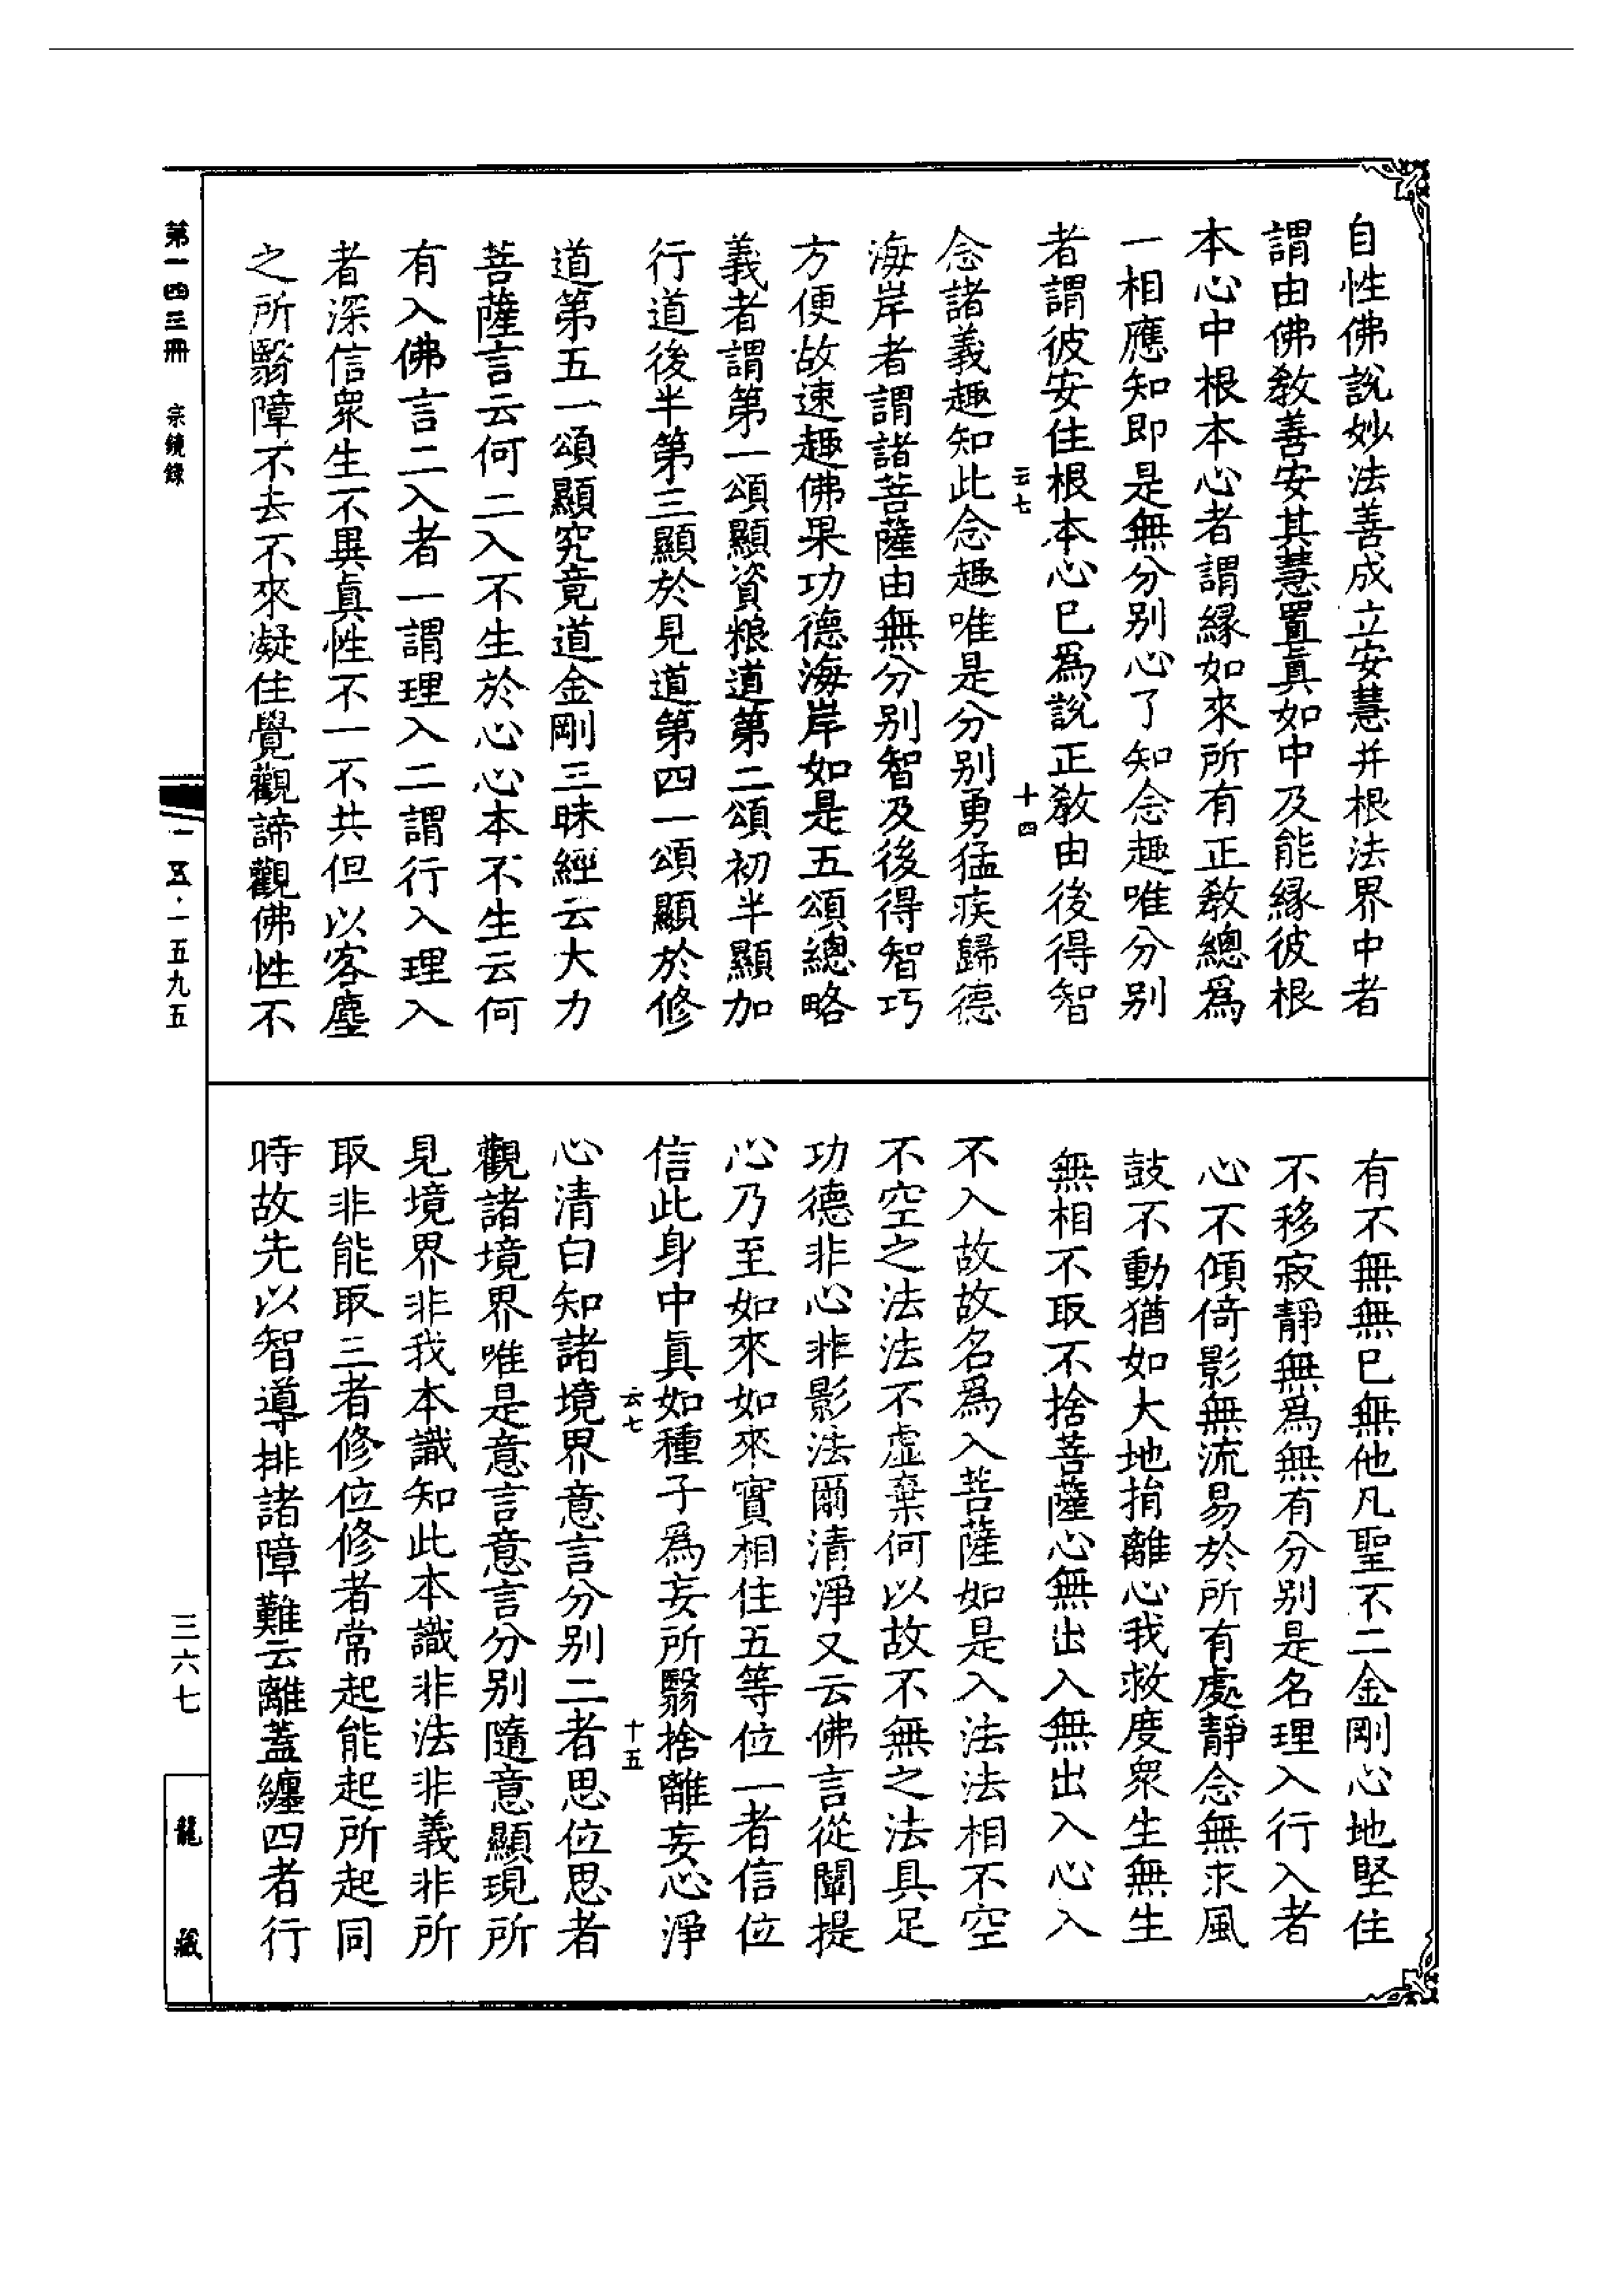 自性佛說妙法善成立安慧并根法界中者
謂由佛教善安其慧置真如中及能緣彼根
本心中根本心者謂緣如來所有正教總爲
一相應知即是無分別心了知念趣唯分別
者謂彼安住根本心已爲說正教由後得智
云七
十四
念諸義趣知此念趣唯是分別勇猛疾歸德
海岸者謂諸菩薩由無分別智及後得智巧
方便故速趣佛果功德海岸如是五頌總略
義者謂第一頌顯資粮道第二頌初半顯加
行道後半第三顯於見道第四一頌顯於修
道第五一頌顯究竟道金剛三昧經云大力
菩薩言云何二入不生於心心本不生云何
有入佛言二入者一謂理入二謂行入理入
者深信衆生不異真性不一不共但以客塵
之所翳障不去不來凝住覺觀諦觀佛性不
有不無無已無他凡聖不二金剛心地堅住
不移寂靜無爲無有分別是名理入行入者
心不傾倚影無流易於所有處靜念無求風
鼓不動猶如大地捐離心我救度衆生無生
無相不取不捨菩薩心無出入無出入心入
不入故故名爲入菩薩如是入法法相不空
不空之法法不虛棄何以故不無之法具足
功德非心非影法爾清淨又云佛言從闡提
心乃至如來如來實相住五等位一者信位
信此身中真如種子爲妄所翳捨離妄心淨
云七
十五
心清白知諸境界意言分別二者思位思者
觀諸境界唯是意言意言分別隨意顯現所
見境界非我本識知此本識非法非義非所
取非能取三者修位修者常起能起所起同
時故先以智導排諸障難云離蓋纏四者行
第一四三冊
宗鏡錄
一五·一五九五
三六七
龍藏